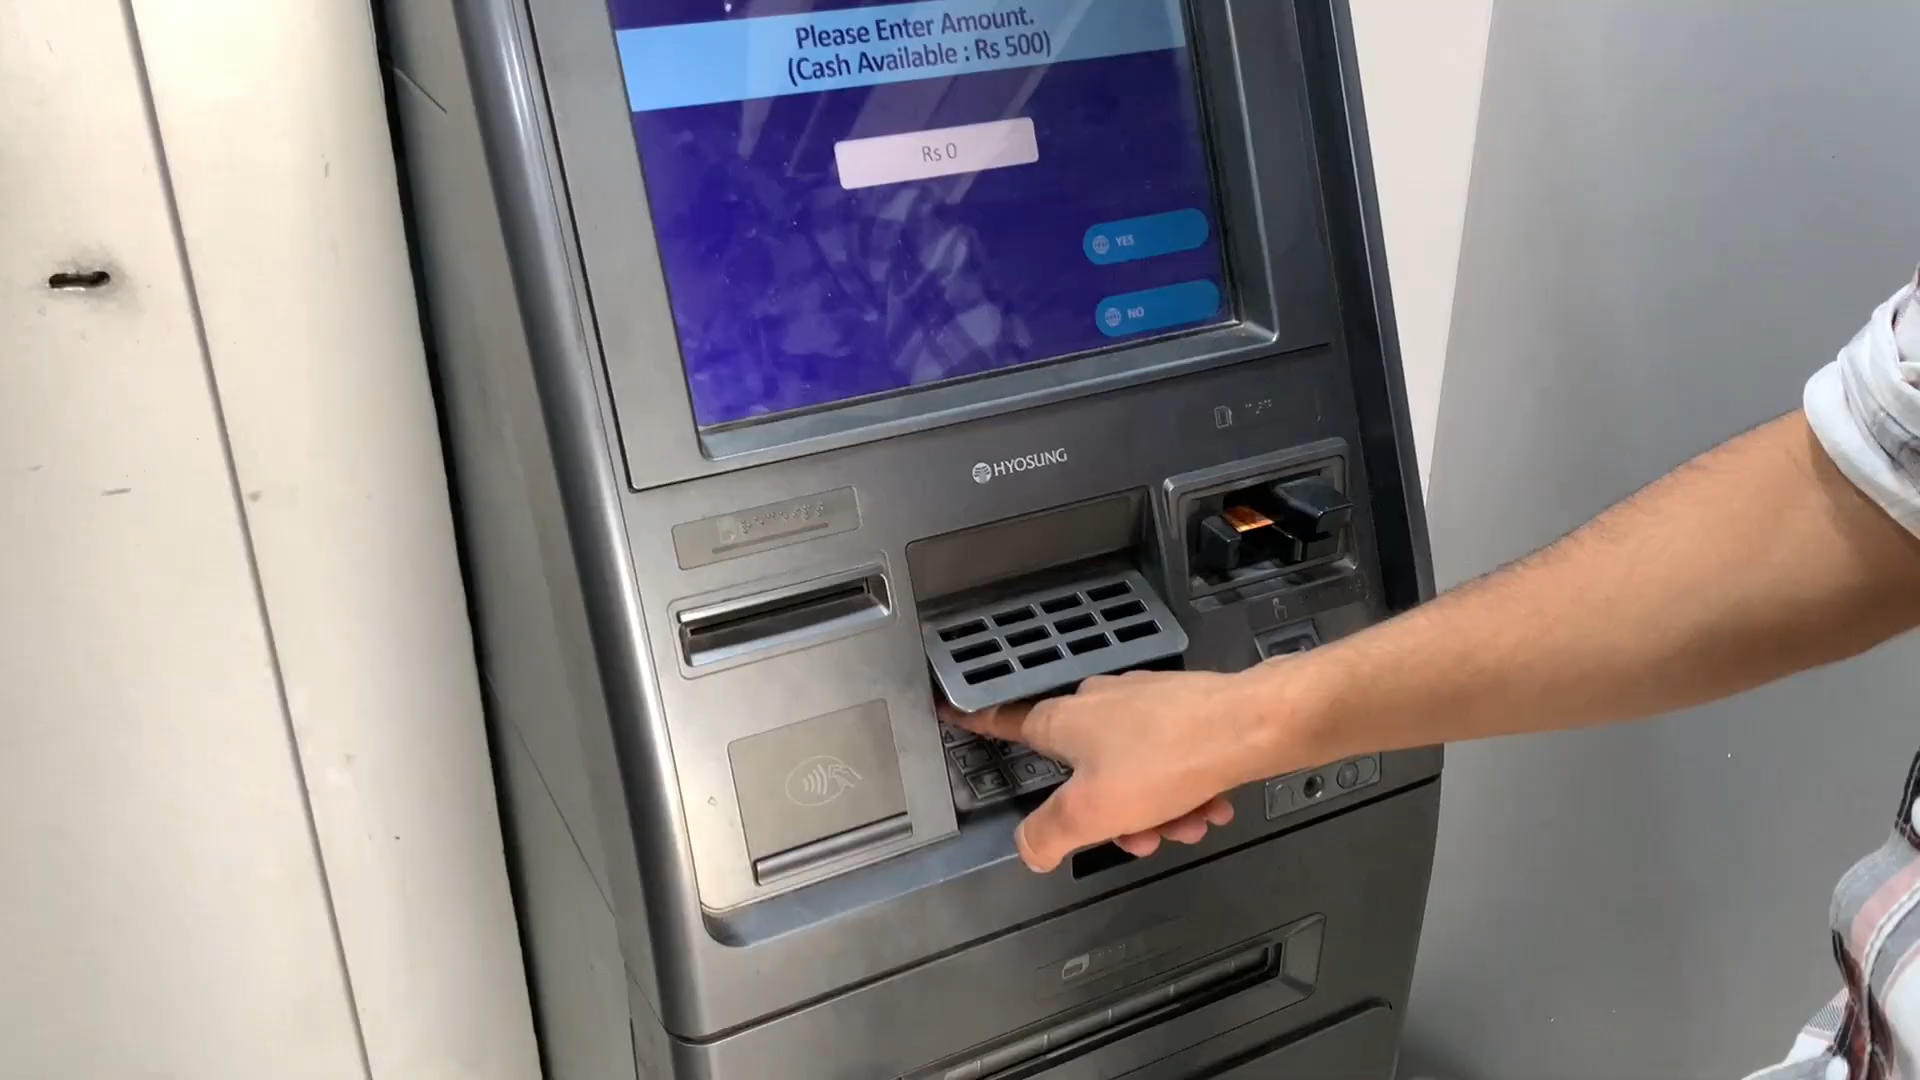 Please Enter Amount.
(Cash Available : Rs 500)
Rs 0
YES
NO
HYOSUNG